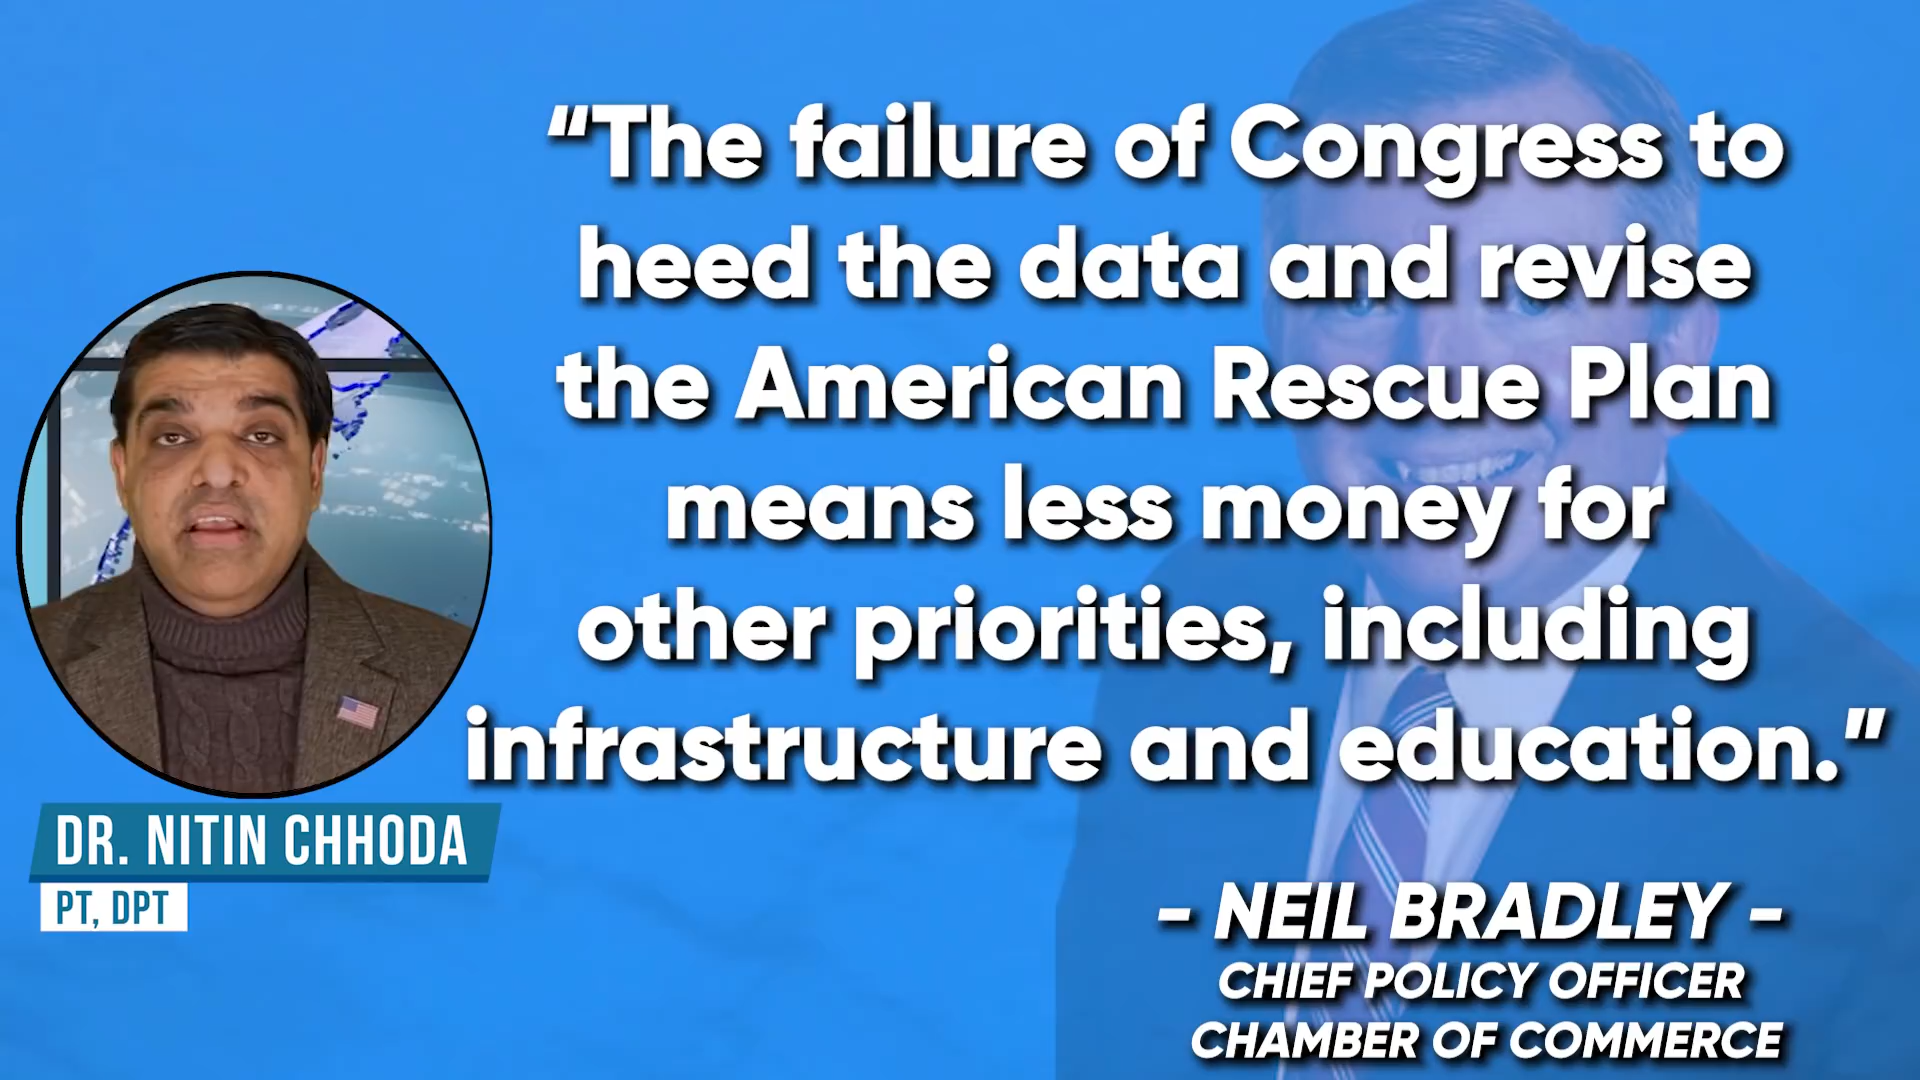 “The failure of Congress to
heed the data and revise
the American Rescue Plan
means less money for
other priorities, including
infrastructure and education.”
- NEIL BRADLEY -
CHIEF POLICY OFFICER
CHAMBER OF COMMERCE
DR. NITIN CHHODA
PT, DPT